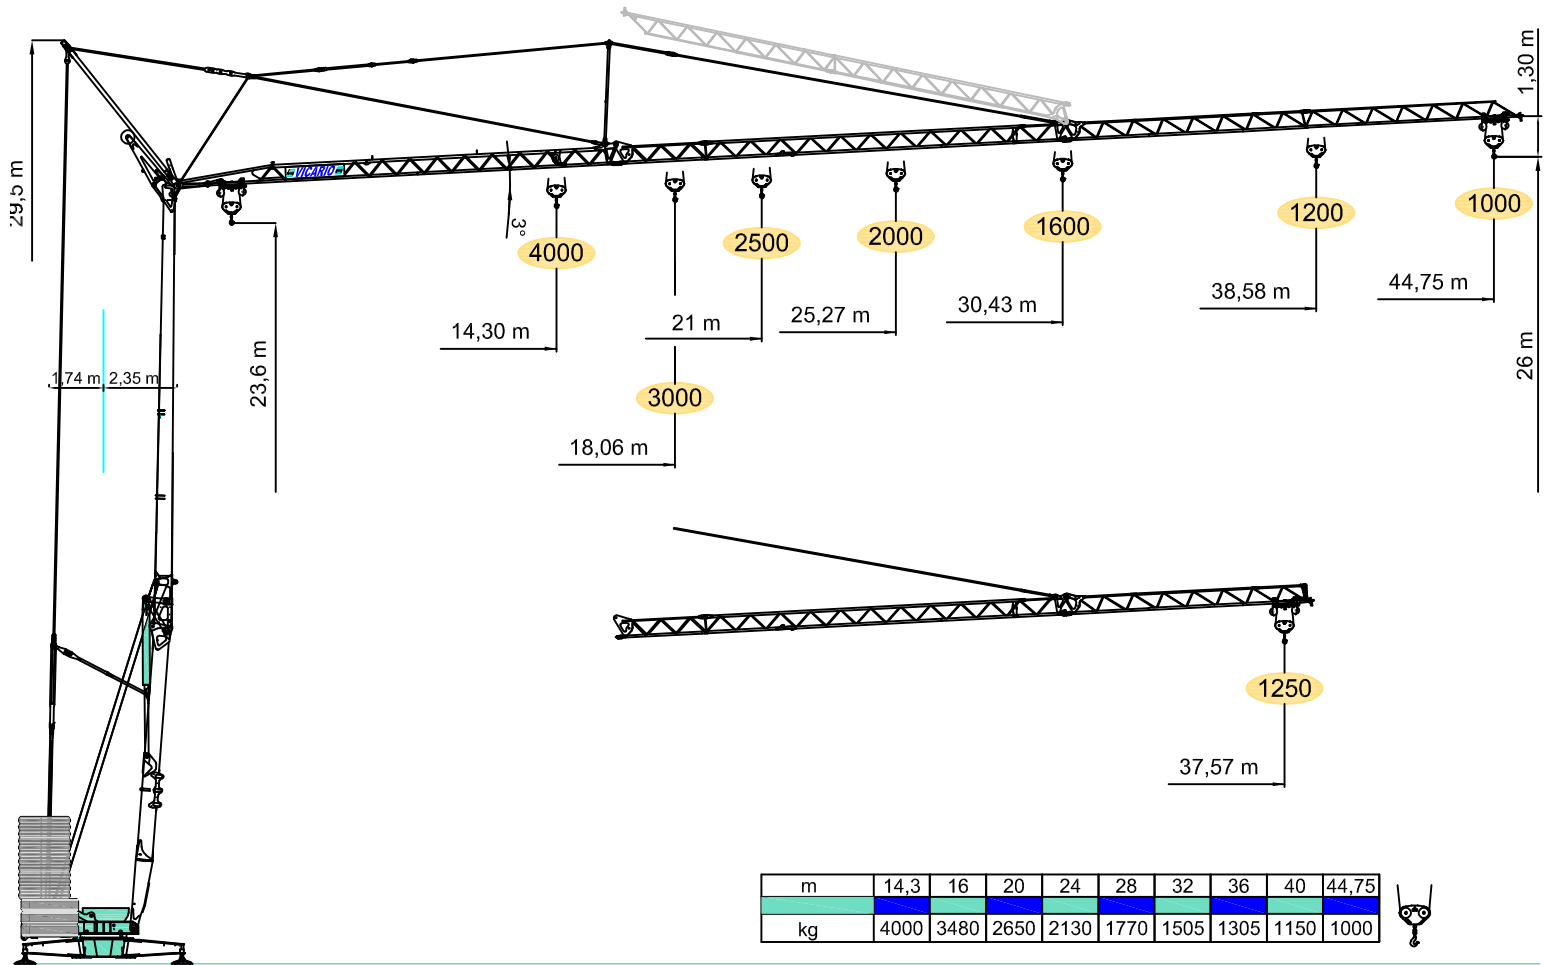 1,30 m
29,5 m
VICARIO
3°
4000
2500
2000
1600
1200
1000
14,30 m
21 m
25,27 m
30,43 m
38,58 m
44,75 m
23,6 m
26 m
1,74 m 2,35 m
3000
18,06 m
1250
37,57 m
m 14,3 16 20 24 28 32 36 40 44,75
kg 4000 3480 2650 2130 1770 1505 1305 1150 1000